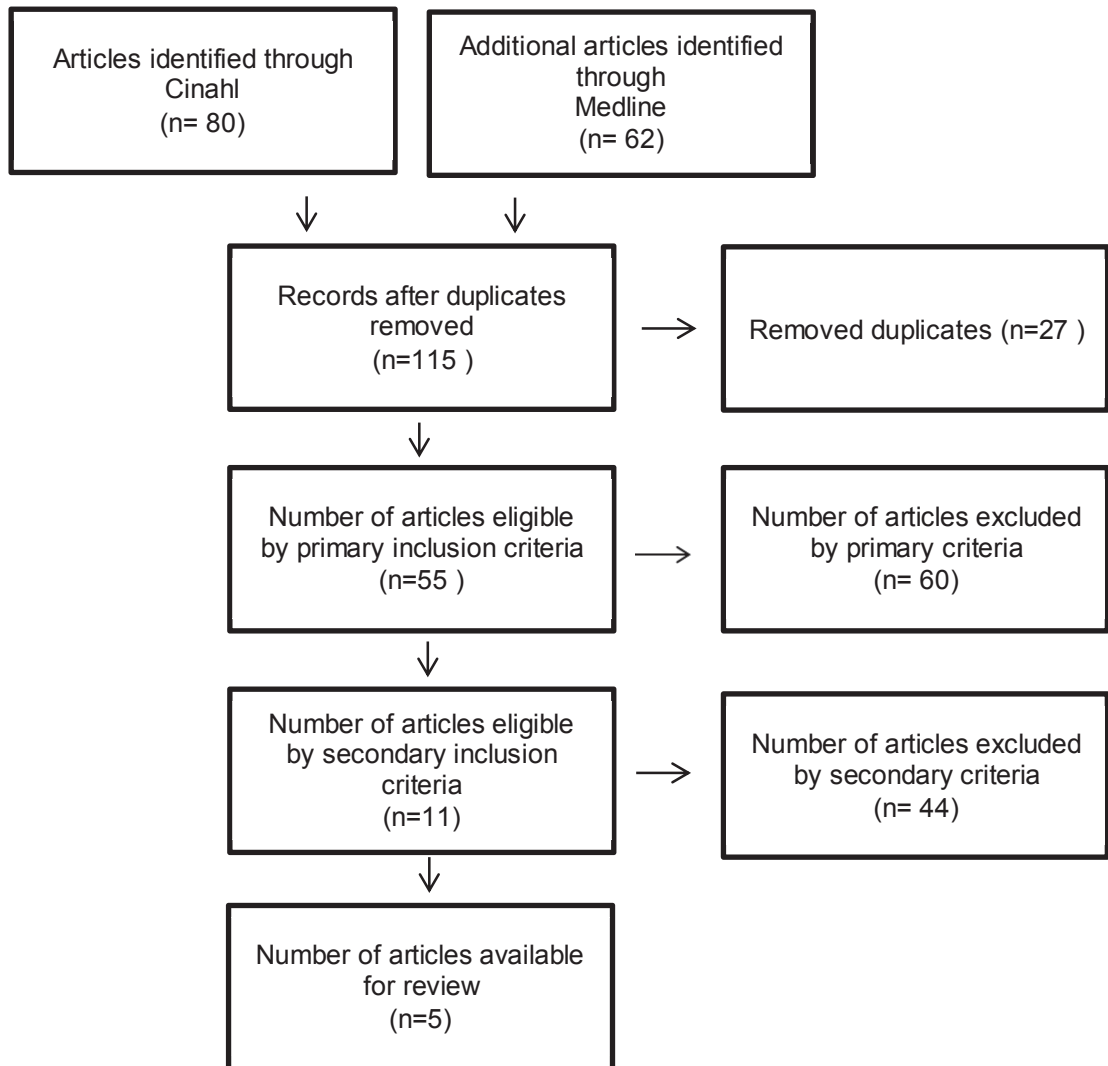 Articles identified through
Cinahl
(n= 80)
Additional articles identified
through
Medline
(n= 62)
Records after duplicates
removed
(n=115 )
Removed duplicates (n=27 )
Number of articles eligible
by primary inclusion criteria
(n=55 )
Number of articles excluded
by primary criteria
(n= 60)
Number of articles eligible
by secondary inclusion
criteria
(n=11)
Number of articles excluded
by secondary criteria
(n= 44)
Number of articles available
for review
(n=5)